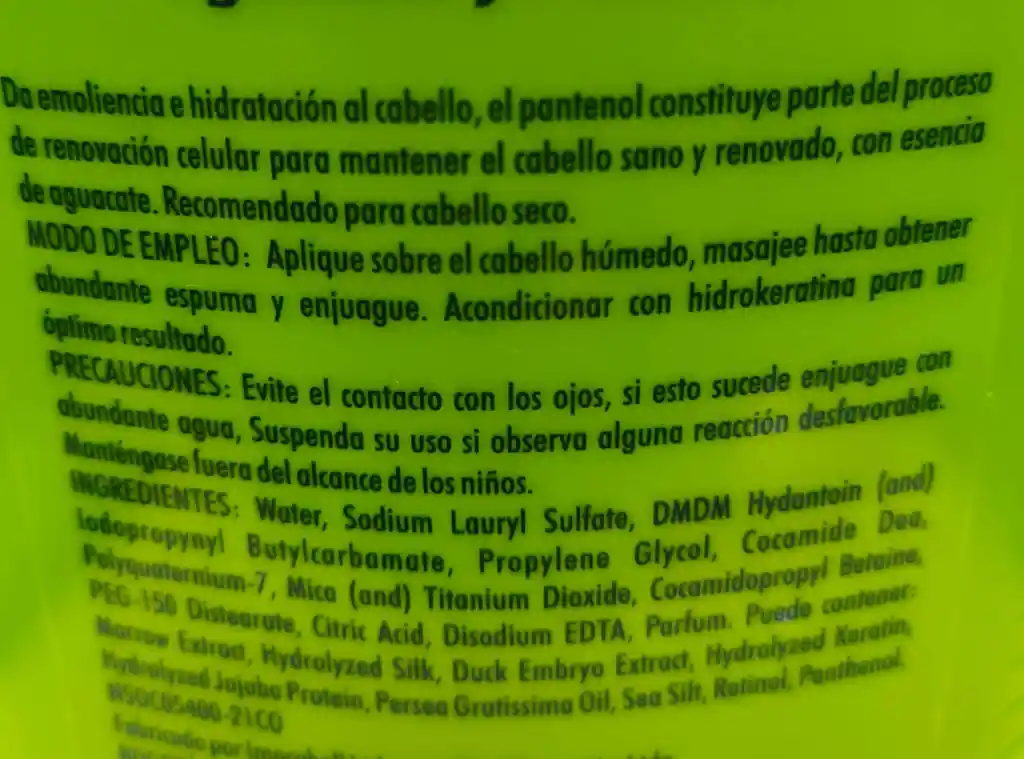 Da emoliencia e hidratación al cabello, el pantenol constituye parte del proceso
de renovación celular para mantener el cabello sano y renovado, con esencia
de aguacate. Recomendado para cabello seco.
MODO DE EMPLEO: Aplique sobre el cabello húmedo, masajee hasta obtener
abundante espuma y enjuague. Acondicionar con hidrokeratina para un
óptimo resultado.
PRECAUCIONES: Evite el contacto con los ojos, si esto sucede enjuague con
abundante agua, Suspenda su uso si observa alguna reacción desfavorable.
Manténgase fuera del alcance de los niños.
INGREDIENTES: Water, Sodium Lauryl Sulfate, DMDM Hydantoin (and)
Iodopropynyl Butylcarbamate, Propylene Glycol, Cocamide Dea,
Polyquaternium-7, Mica (and) Titanium Dioxide, Cocamidopropyl Betaine,
PEG-150 Distearate, Citric Acid, Disodium EDTA, Parfum. Puede contener:
Marrow Extract, Hydrolyzed Silk, Duck Embryo Extract, Hydrolyzed Keratin,
Hydrolyzed Jojoba Protein, Persea Gratissima Oil, Sea Silt, Retinol, Panthenol.
NSOC05400-21CO
Fabricado por